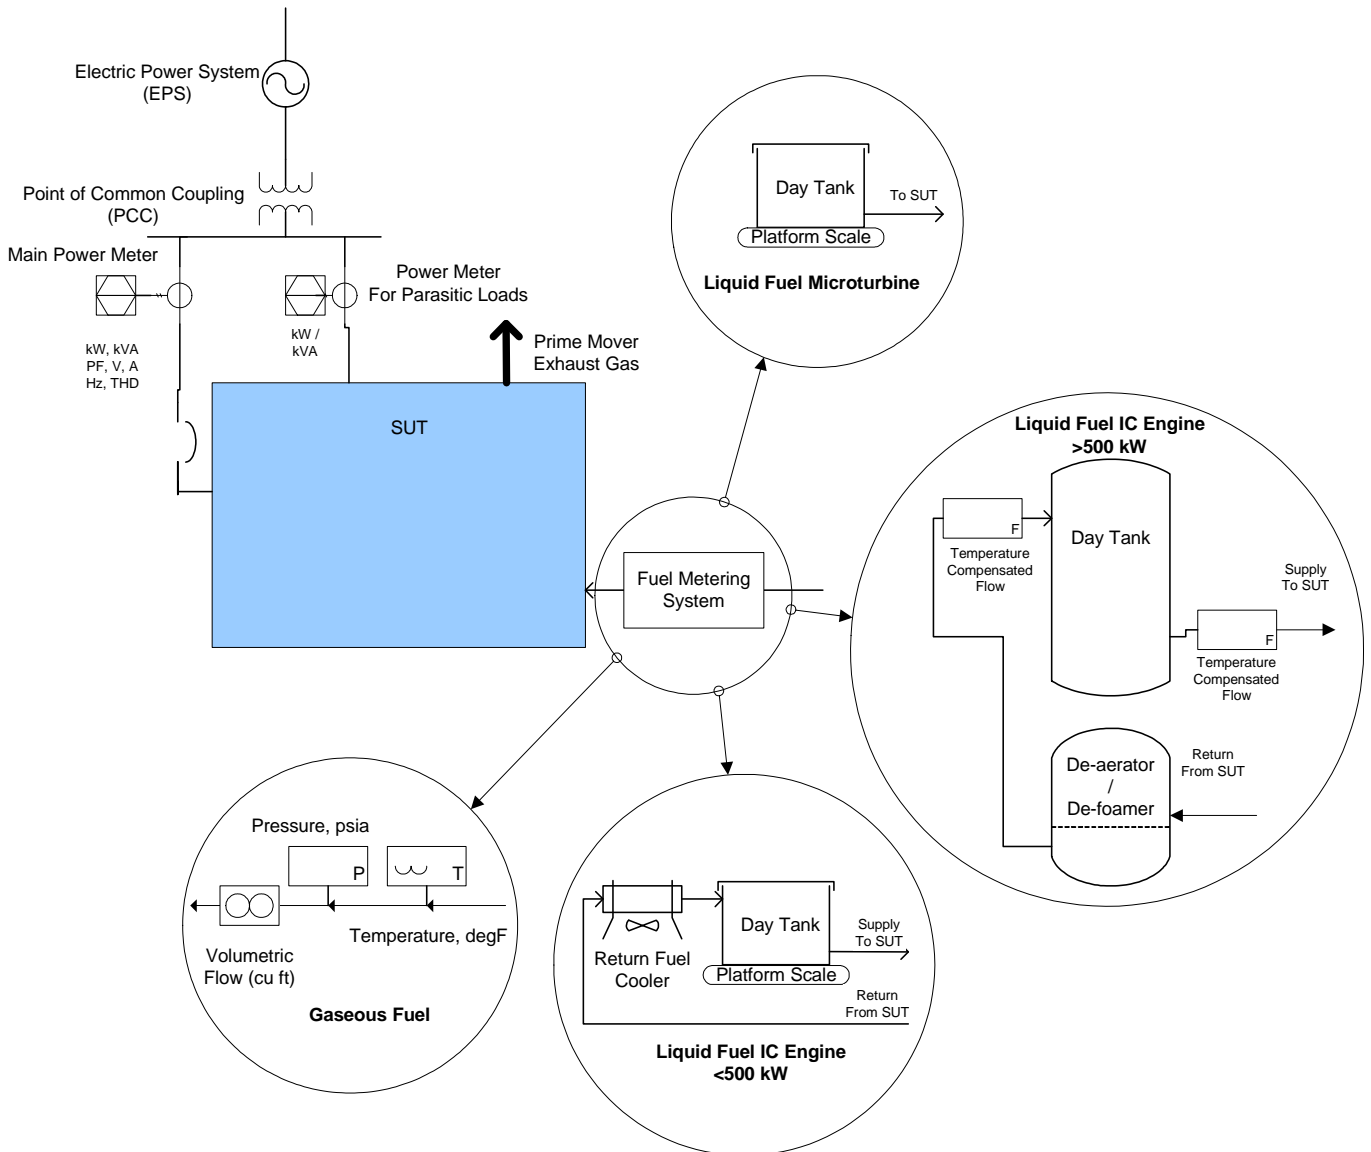 Electric Power System
(EPS)
Point of Common Coupling
(PCC)
Main Power Meter
kW, kVA
PF, V, A
Hz, THD
Power Meter
For Parasitic Loads
kW /
kVA
Prime Mover
Exhaust Gas
SUT
Fuel Metering
System
Day Tank
To SUT
Platform Scale
Liquid Fuel Microturbine
Liquid Fuel IC Engine
>500 kW
F
Temperature
Compensated
Flow
Day Tank
Supply
To SUT
F
Temperature
Compensated
Flow
De-aerator
/
De-foamer
Return
From SUT
Pressure, psia
P
T
Temperature, degF
Volumetric
Flow (cu ft)
Gaseous Fuel
Return Fuel
Cooler
Day Tank
Platform Scale
Supply
To SUT
Return
From SUT
Liquid Fuel IC Engine
<500 kW